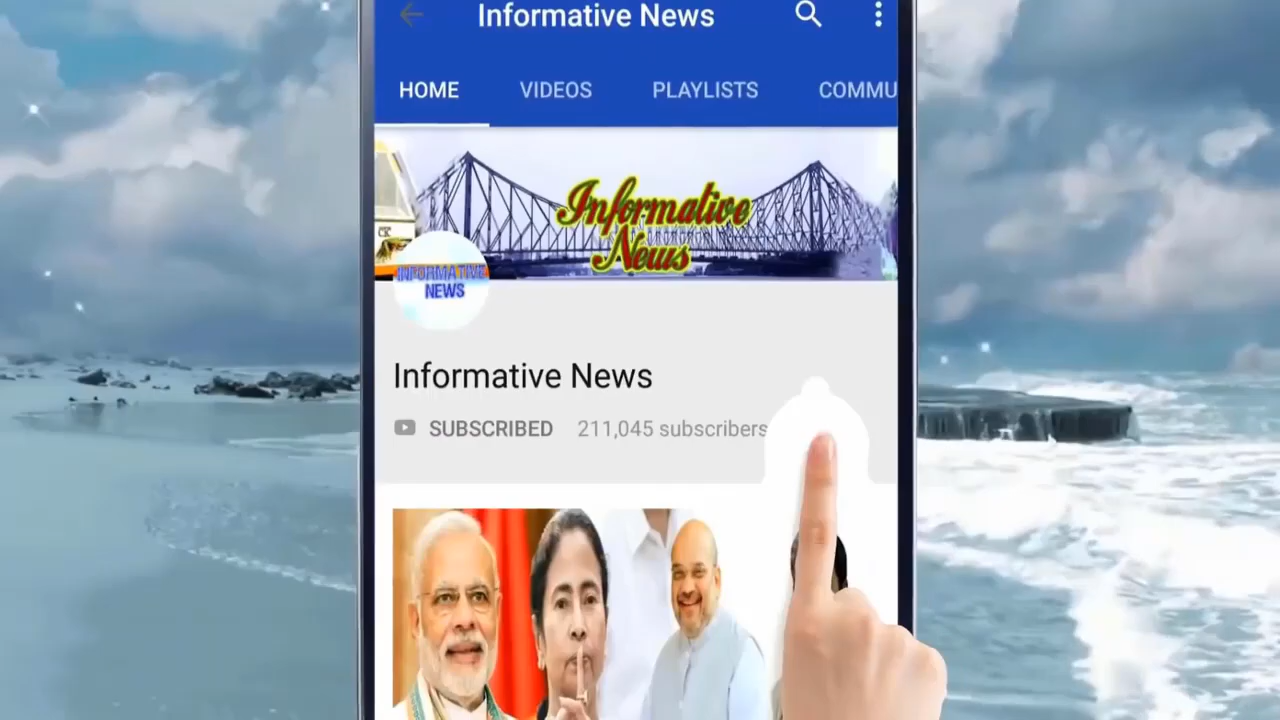 Informative News
HOME VIDEOS PLAYLISTS COMMU
Informative
News
INFORMATIVE
NEWS
Informative News
SUBSCRIBED 211,045 subscribers